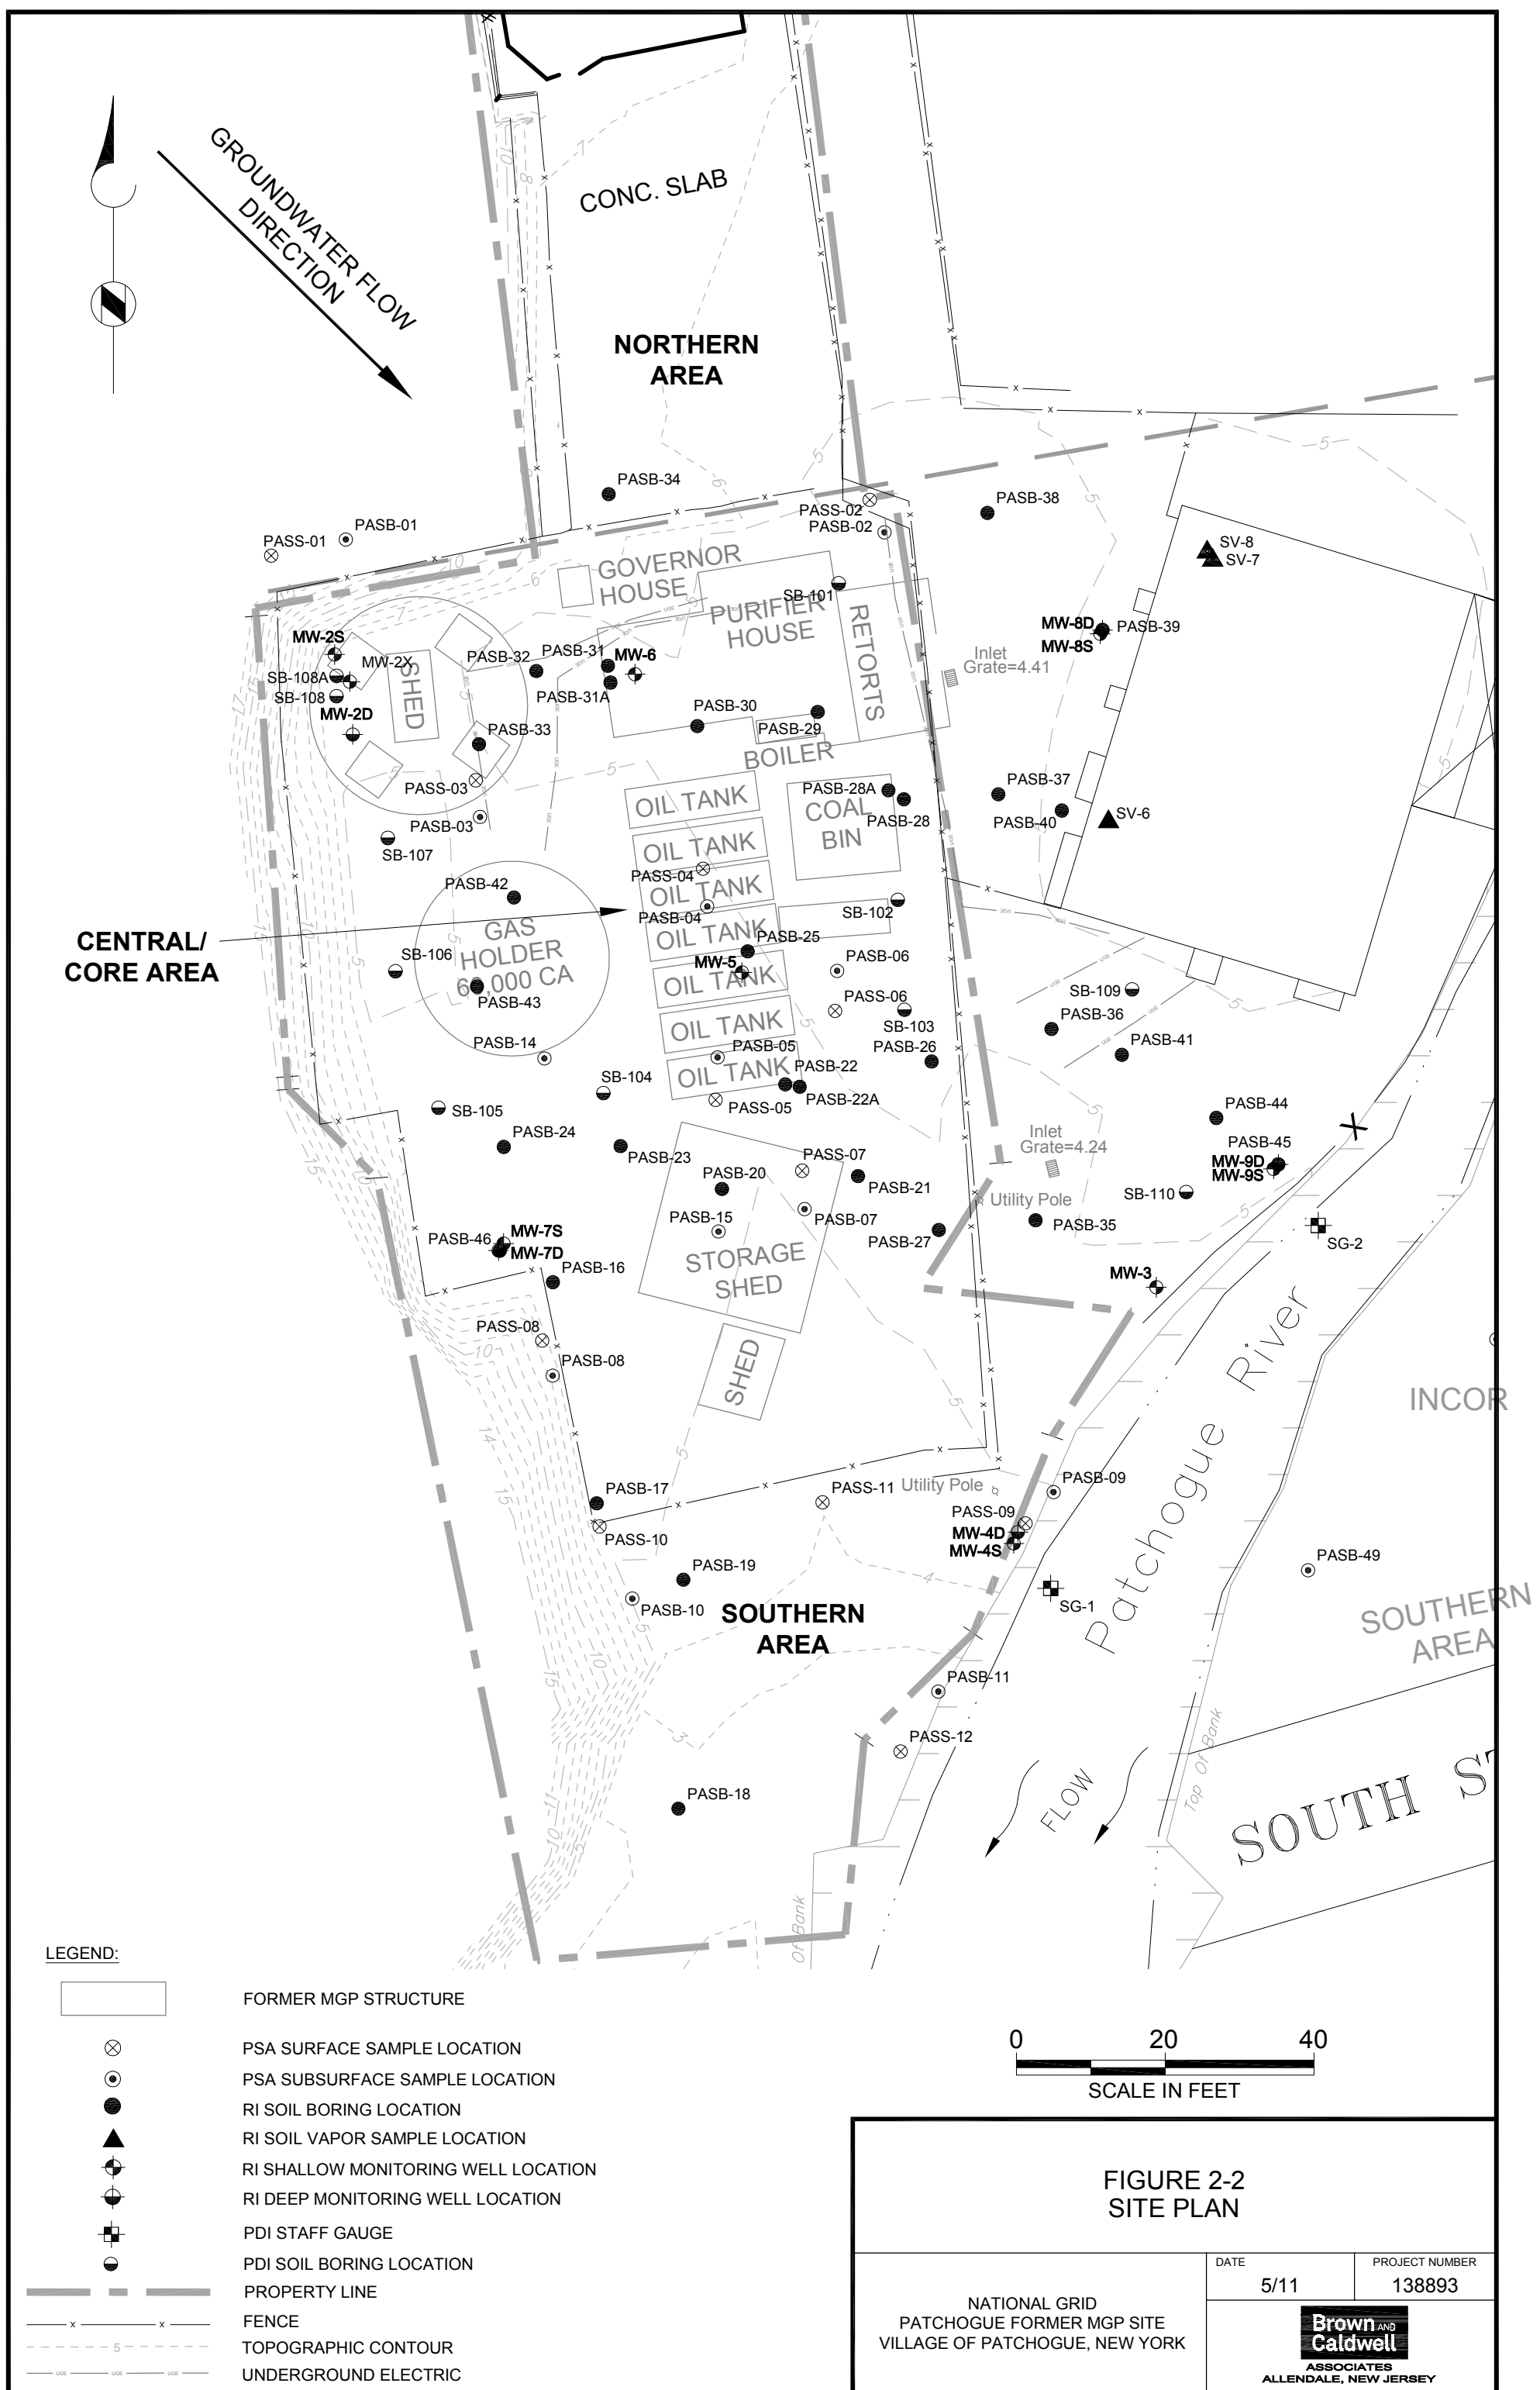 GROUNDWATER FLOW
DIRECTION
CONC. SLAB
NORTHERN
AREA
PASB-34
PASS-02
PASB-02
PASB-38
PASS-01
PASB-01
GOVERNOR
HOUSE
SB-101
PURIFIER
HOUSE
RETORTS
SV-8
SV-7
MW-8D
PASB-39
MW-8S
Inlet
Grate=4.41
MW-2S
MW-2X
SB-108A
SB-108
MW-2D
SHED
PASB-32
PASB-31
MW-6
PASB-31A
PASB-33
PASB-30
PASB-29
BOILER
PASS-03
PASB-03
SB-107
OIL TANK
OIL TANK
OIL TANK
OIL TANK
OIL TANK
OIL TANK
OIL TANK
PASB-28A
PASB-28
COAL
BIN
PASB-37
PASB-40
SV-6
PASS-04
PASB-04
PASB-42
GAS
HOLDER
PASB-43
CENTRAL/
CORE AREA
SB-106
SB-102
PASB-25
MW-5
PASB-06
PASS-06
SB-103
PASB-26
SB-109
PASB-36
PASB-41
PASB-14
PASB-05
PASB-22
PASB-22A
PASS-05
SB-104
SB-105
PASB-24
PASB-23
PASB-44
PASB-45
MW-9D
MW-9S
SB-110
Inlet
Grate=4.24
Utility Pole
PASS-07
PASB-20
PASB-21
PASB-15
PASB-07
PASB-27
PASB-35
STORAGE
SHED
SG-2
MW-3
PASB-46
MW-7S
MW-7D
PASB-16
PASS-08
PASB-08
SHED
Patchogue River
INCOR
PASB-17
PASS-10
PASS-11
Utility Pole
PASB-09
PASS-09
MW-4D
MW-4S
PASB-49
PASB-19
PASB-10
SOUTHERN
AREA
SG-1
SOUTHERN
AREA
PASB-11
PASS-12
PASB-18
FLOW
Top Of Bank
Of Bank
SOUTH
LEGEND:
FORMER MGP STRUCTURE
PSA SURFACE SAMPLE LOCATION
PSA SUBSURFACE SAMPLE LOCATION
RI SOIL BORING LOCATION
RI SOIL VAPOR SAMPLE LOCATION
RI SHALLOW MONITORING WELL LOCATION
RI DEEP MONITORING WELL LOCATION
PDI STAFF GAUGE
PDI SOIL BORING LOCATION
PROPERTY LINE
FENCE
TOPOGRAPHIC CONTOUR
UNDERGROUND ELECTRIC
0 20 40
SCALE IN FEET
FIGURE 2-2
SITE PLAN
NATIONAL GRID
PATCHOGUE FORMER MGP SITE
VILLAGE OF PATCHOGUE, NEW YORK
DATE
5/11
PROJECT NUMBER
138893
Brown AND
Caldwell
ASSOCIATES
ALLENDALE, NEW JERSEY